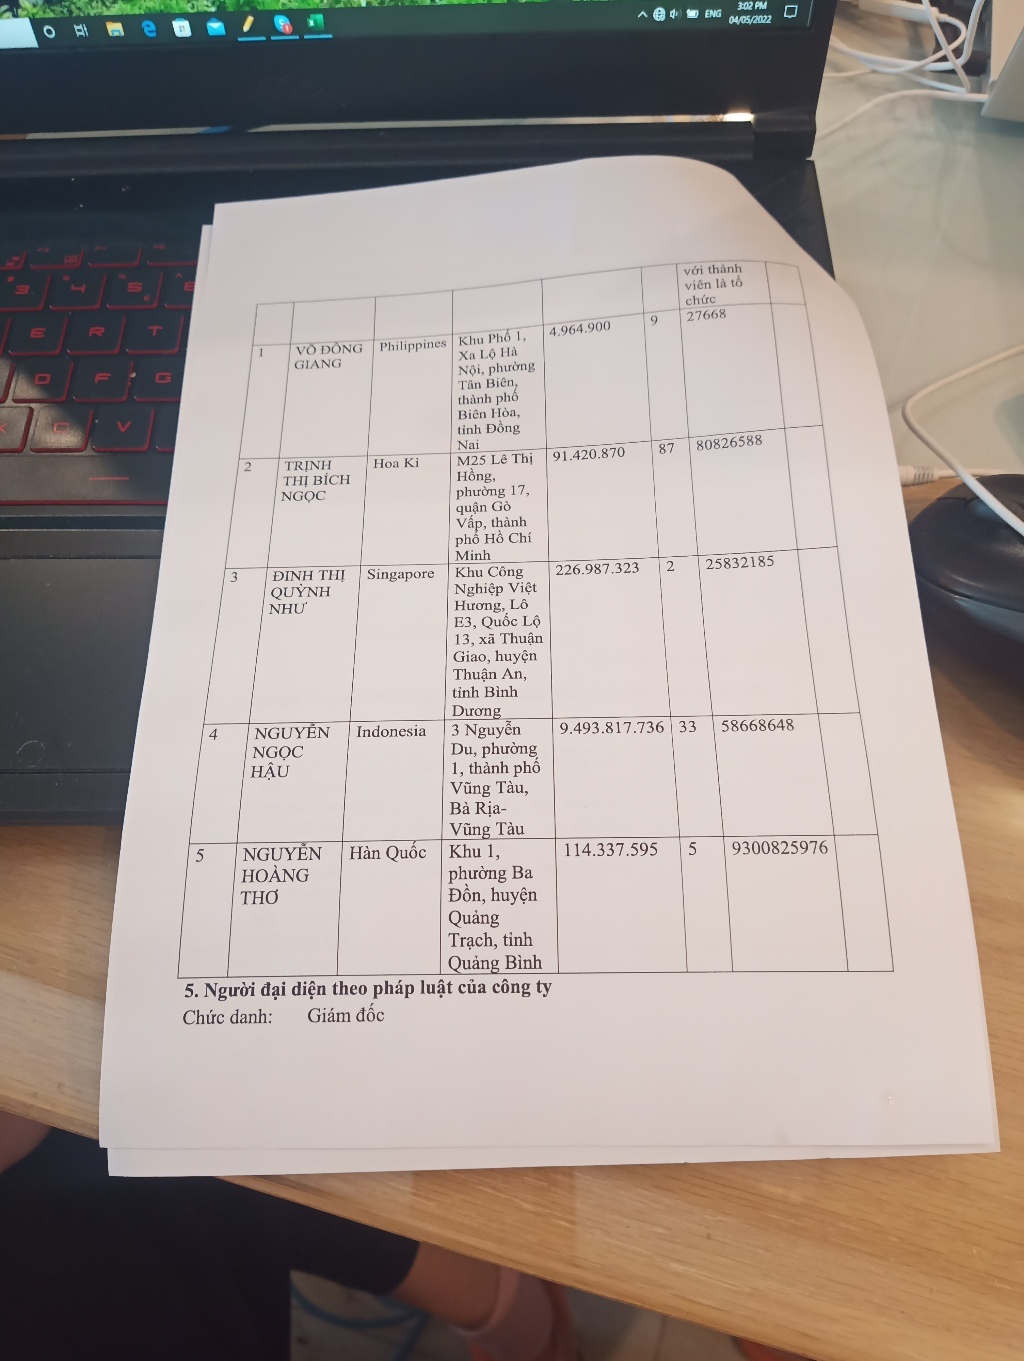 3:02 PM
ENG
04/05/2022
3
4
5
E
R
T
D
F
G
C
V
với thành
viên là tổ
chức
1
VÕ ĐÔNG
GIANG
Philippines
Khu Phố 1,
Xa Lộ Hà
Nội, phường
Tân Biên,
thành phố
Biên Hòa,
tỉnh Đồng
Nai
4.964.900
9
27668
2
TRỊNH
THỊ BÍCH
NGỌC
Hoa Kì
M25 Lê Thị
Hồng,
phường 17,
quận Gò
Vấp, thành
phố Hồ Chí
Minh
91.420.870
87
80826588
3
ĐINH THỊ
QUỲNH
NHƯ
Singapore
Khu Công
Nghiệp Việt
Hương, Lô
E3, Quốc Lộ
13, xã Thuận
Giao, huyện
Thuận An,
tỉnh Bình
Dương
226.987.323
2
25832185
4
NGUYỄN
NGỌC
HẬU
Indonesia
3 Nguyễn
Du, phường
1, thành phố
Vũng Tàu,
Bà Rịa-
Vũng Tàu
9.493.817.736
33
58668648
5
NGUYỄN
HOÀNG
THƠ
Hàn Quốc
Khu 1,
phường Ba
Đồn, huyện
Quảng
Trạch, tỉnh
Quảng Bình
114.337.595
5
9300825976
5. Người đại diện theo pháp luật của công ty
Chức danh: Giám đốc